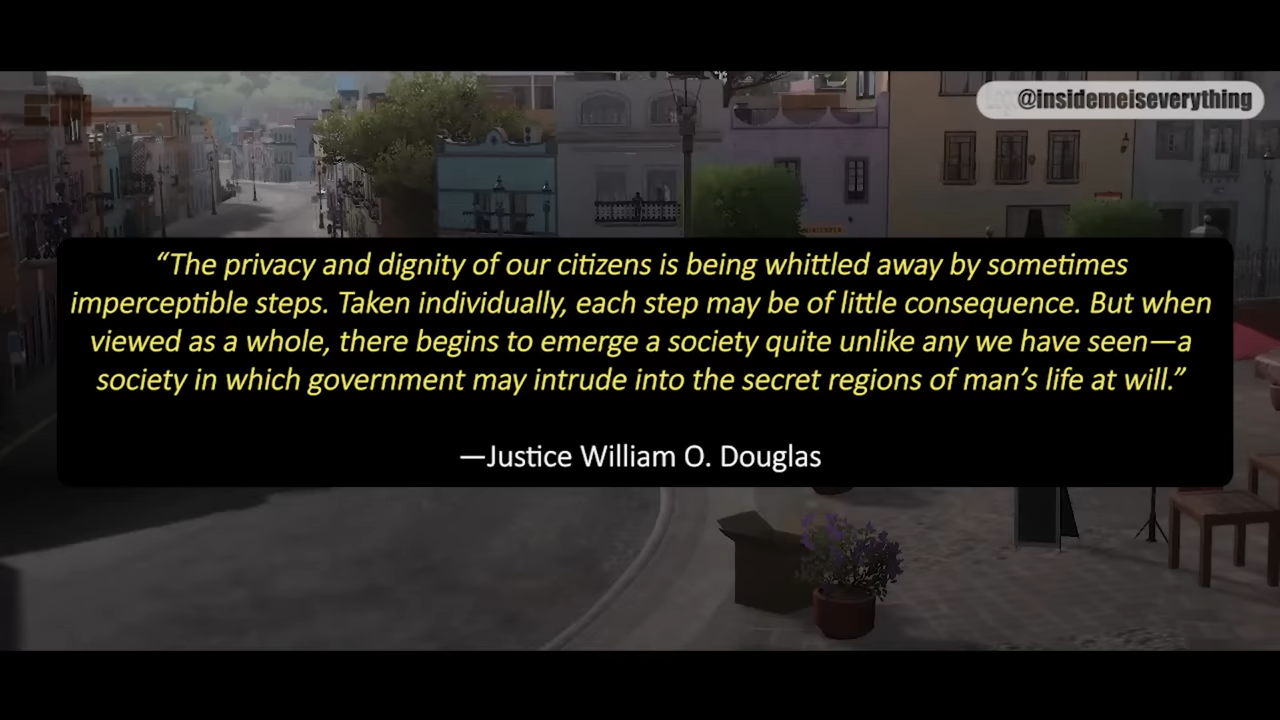 @insidemeiseverything
“The privacy and dignity of our citizens is being whittled away by sometimes
imperceptible steps. Taken individually, each step may be of little consequence. But when
viewed as a whole, there begins to emerge a society quite unlike any we have seen—a
society in which government may intrude into the secret regions of man’s life at will.”
—Justice William O. Douglas